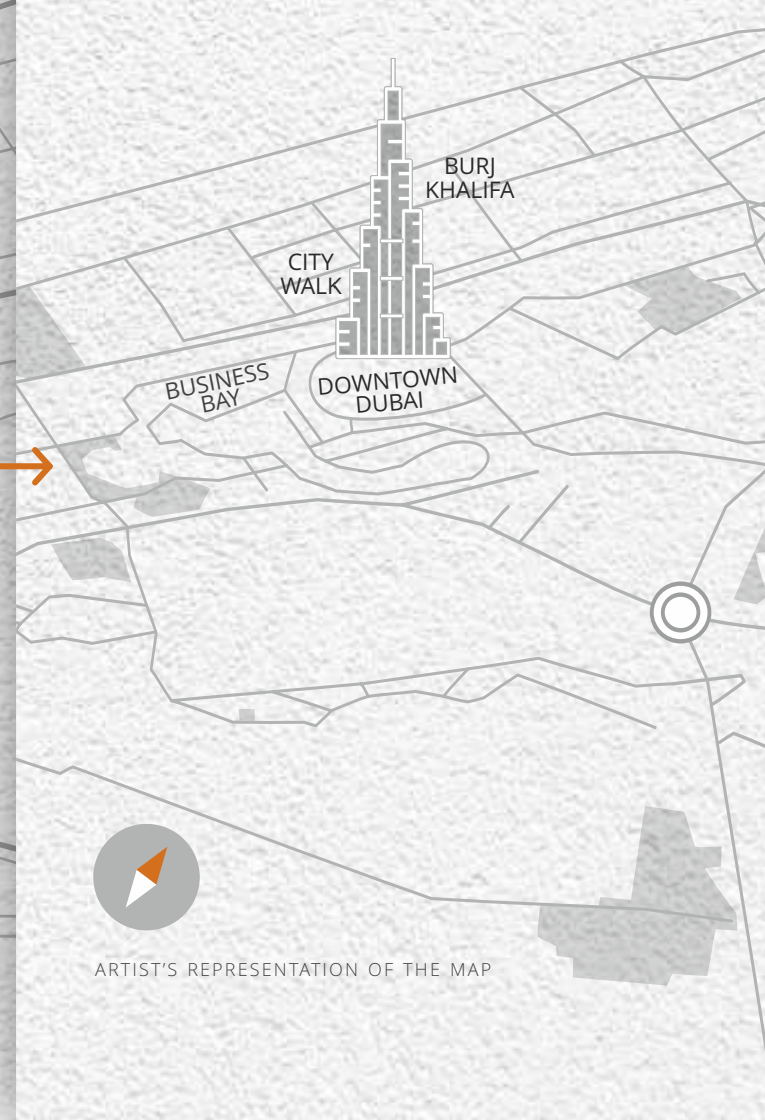 BURJ
KHALIFA
CITY
WALK
BUSINESS
BAY
DOWNTOWN
DUBAI
ARTIST’S REPRESENTATION OF THE MAP